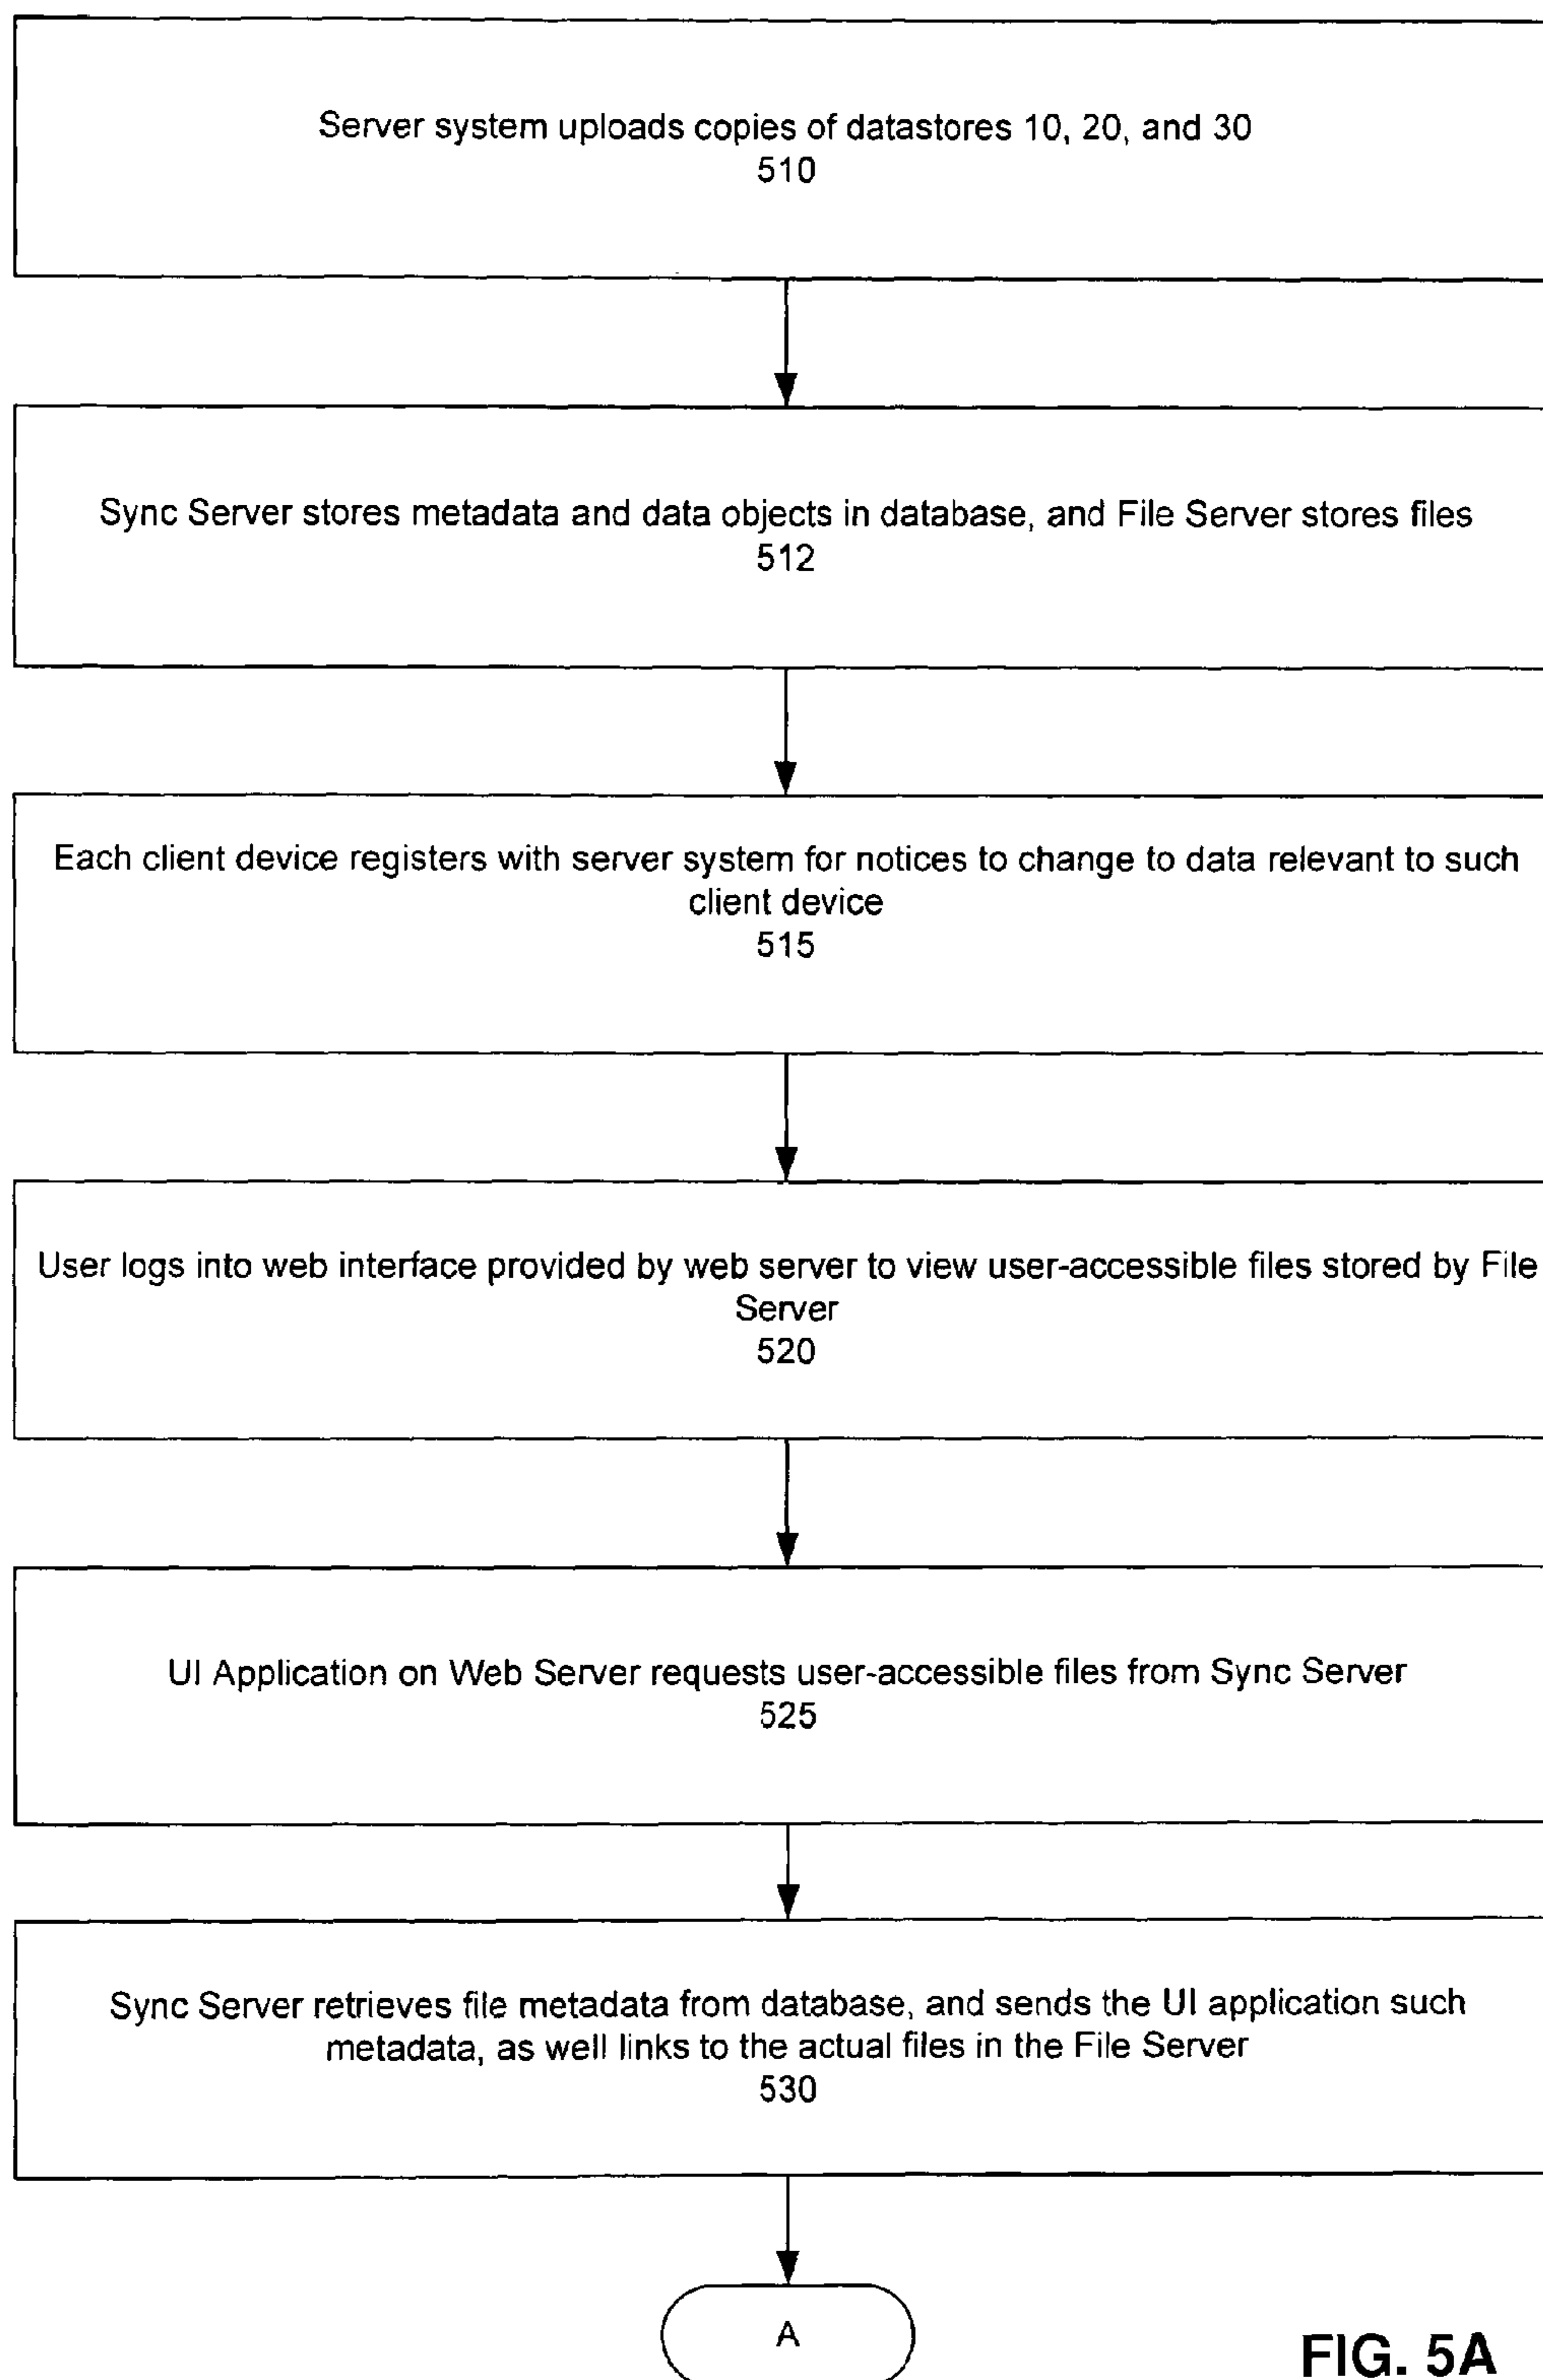 Server system uploads copies of datastores 10, 20, and 30
510
Sync Server stores metadata and data objects in database, and File Server stores files
512
Each client device registers with server system for notices to change to data relevant to such
client device
515
User logs into web interface provided by web server to view user-accessible files stored by File
Server
520
UI Application on Web Server requests user-accessible files from Sync Server
525
Sync Server retrieves file metadata from database, and sends the UI application such
metadata, as well links to the actual files in the File Server
530
A
FIG. 5A